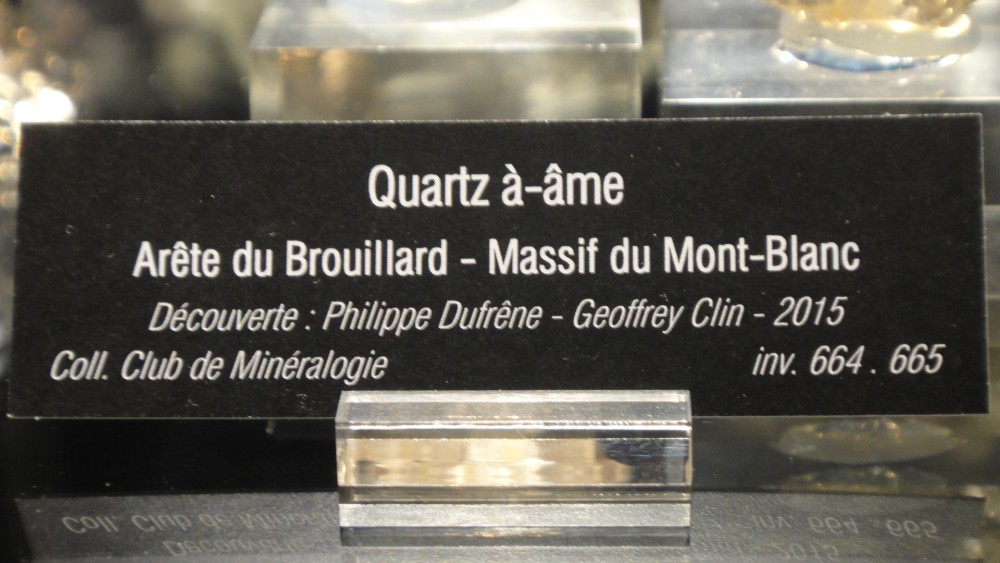 Quartz à-âme
Arête du Brouillard - Massif du Mont-Blanc
Découverte : Philippe Dufrêne - Geoffrey Clin - 2015
Coll. Club de Minéralogie inv. 664 . 665